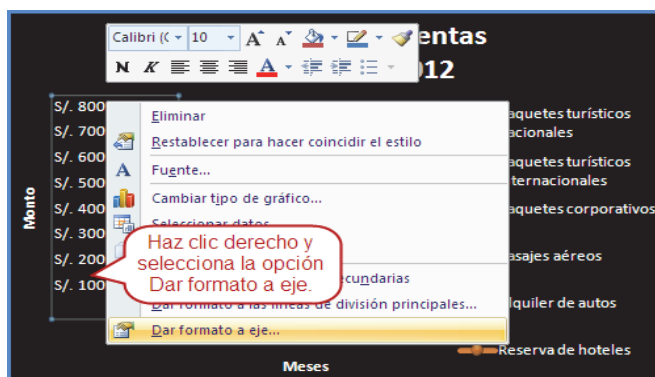 Calibri (C 10
entas
N K
012
S/. 800
S/. 700
S/. 600
S/. 500
S/. 400
S/. 300
S/. 200
S/. 100
Monto
Eliminar
Restablecer para hacer coincidir el estilo
Fuente...
Cambiar tipo de gráfico...
Seleccionar datos...
Haz clic derecho y
selecciona la opción
Dar formato a eje.
cundarias
Dar formato a las líneas de división principales...
Dar formato a eje...
aquetes turísticos
acionales
aquetes turísticos
ternacionales
aquetes corporativos
asajes aéreos
lquiler de autos
Reserva de hoteles
Meses